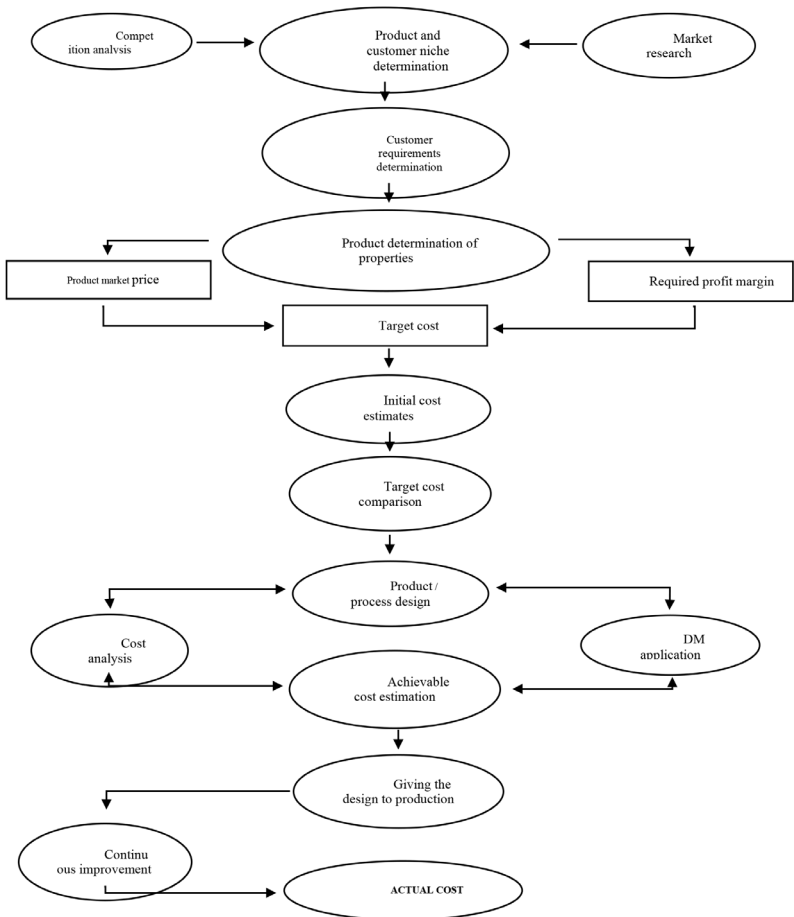 Compet
ition analysis
Product and
customer niche
determination
Market
research
Customer
requirements
determination
Product determination of
properties
Product market price
Required profit margin
Target cost
Initial cost
estimates
Target cost
comparison
Product /
process design
Cost
analysis
DM
application
Achievable
cost estimation
Giving the
design to production
Continu
ous improvement
ACTUAL COST